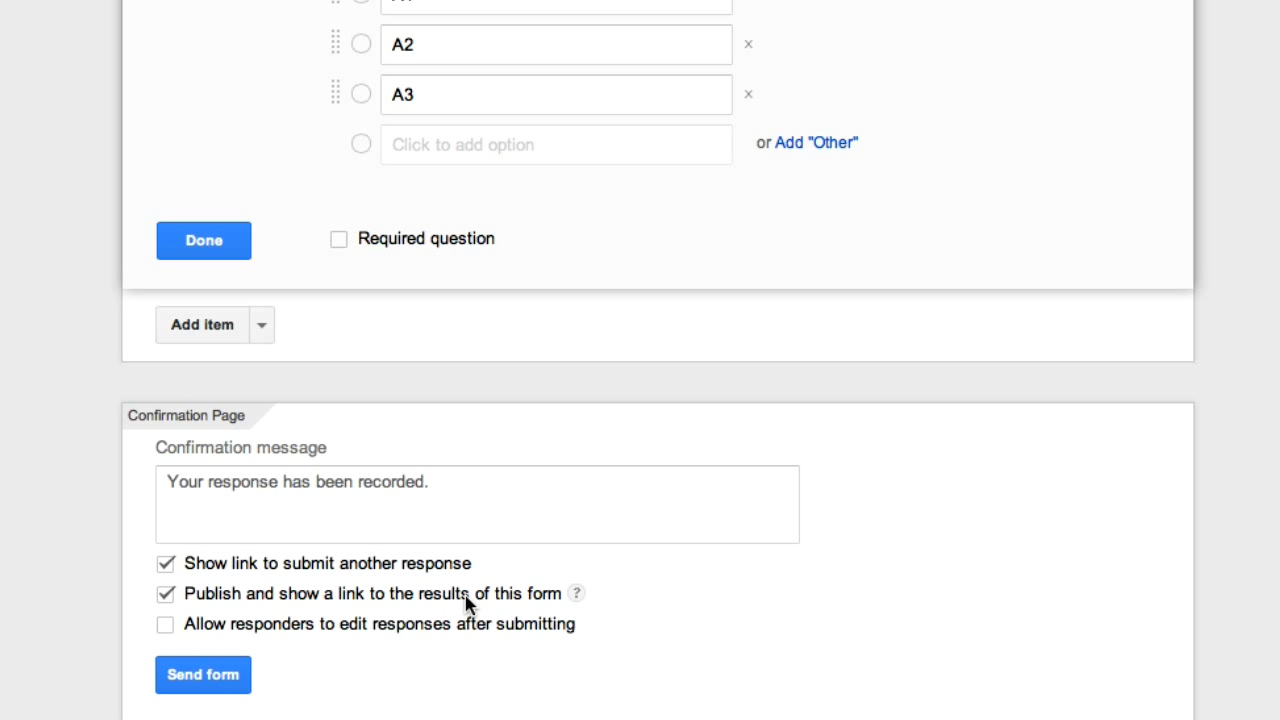 A2
x
A3
x
Click to add option
or Add "Other"
Done
Required question
Add item
Confirmation Page
Confirmation message
Your response has been recorded.
Show link to submit another response
Publish and show a link to the results of this form ?
Allow responders to edit responses after submitting
Send form